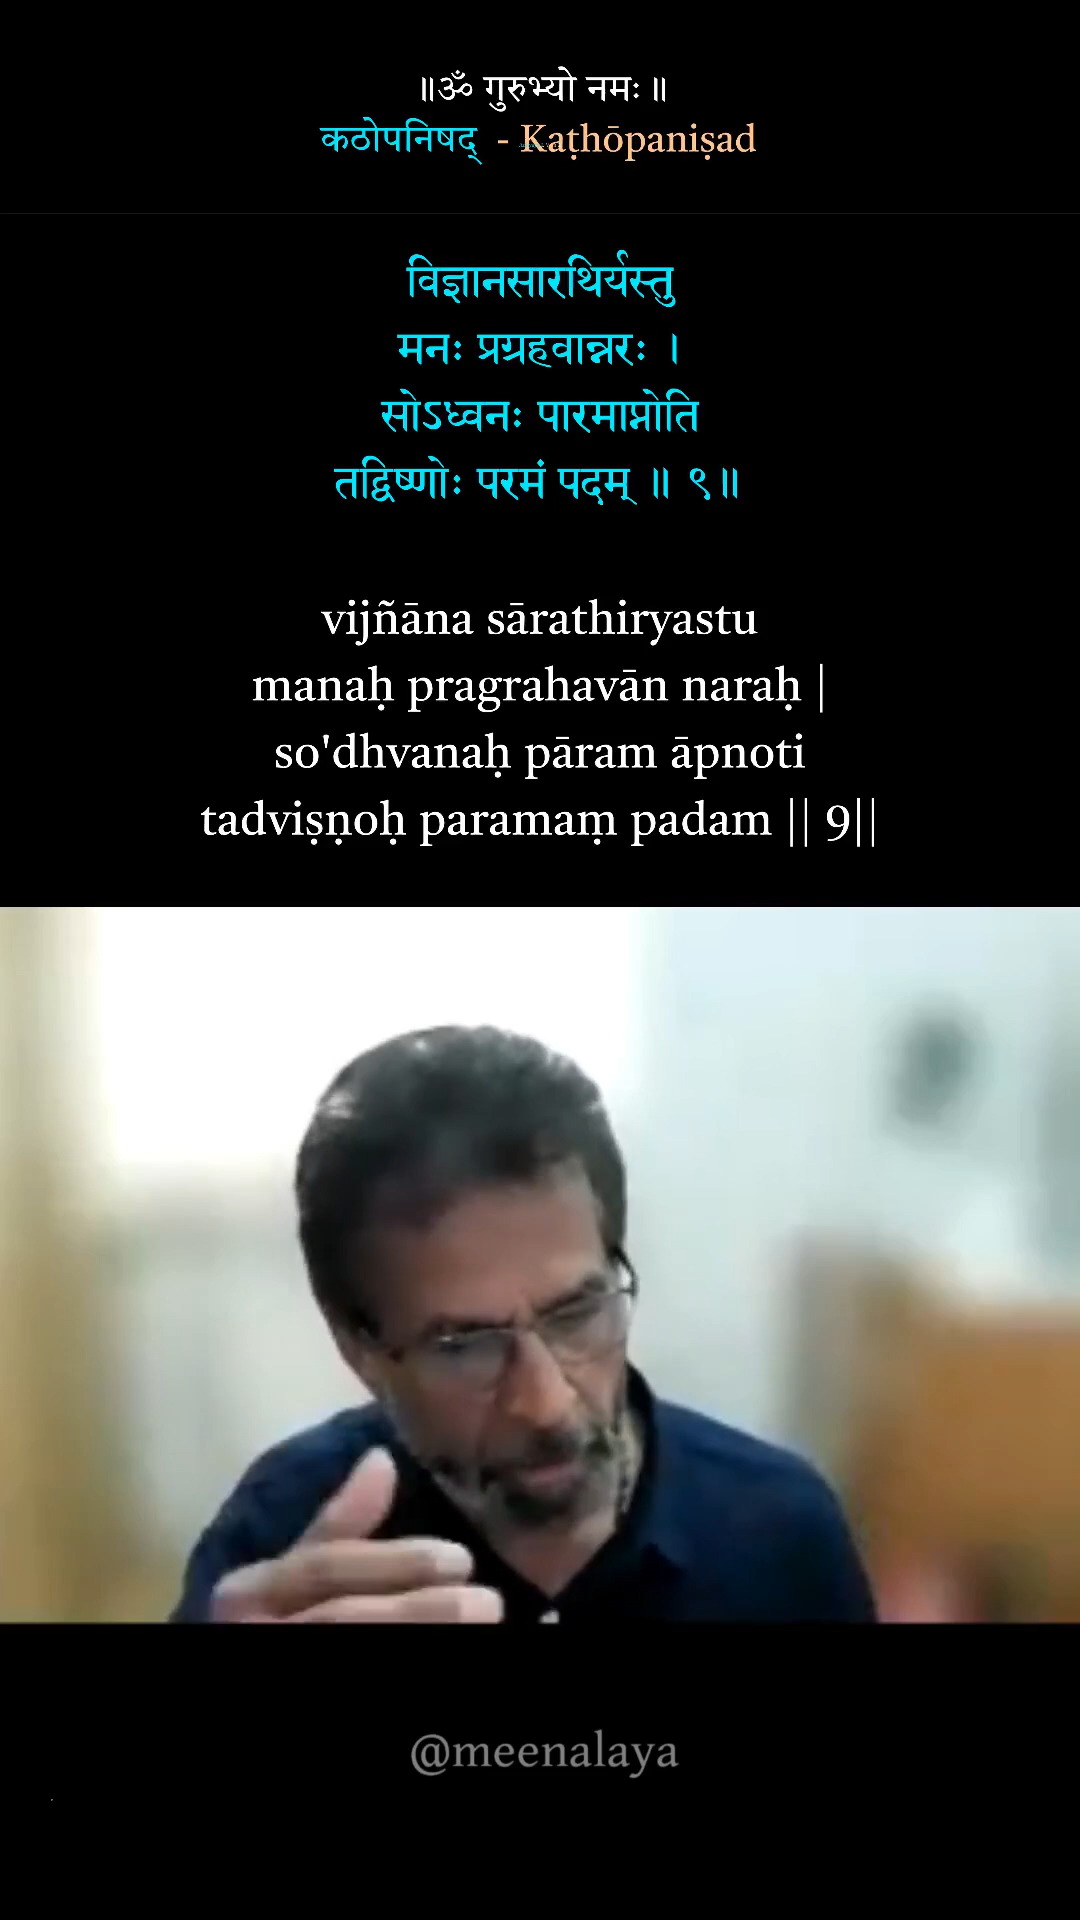 ॥ॐ गुरुभ्यो नमः॥
कठोपनिषद् - Kaṭhōpaniṣad
विज्ञानसारथिर्यस्तु
मनः प्रग्रहवान्नरः ।
सोऽध्वनः पारमाप्नोति
तद्विष्णोः परमं पदम् ॥ ९॥
vijñāna sārathiryastu
manaḥ pragrahavān naraḥ |
so'dhvanaḥ pāram āpnoti
tadviṣṇoḥ paramaṃ padam || 9||
@meenalaya